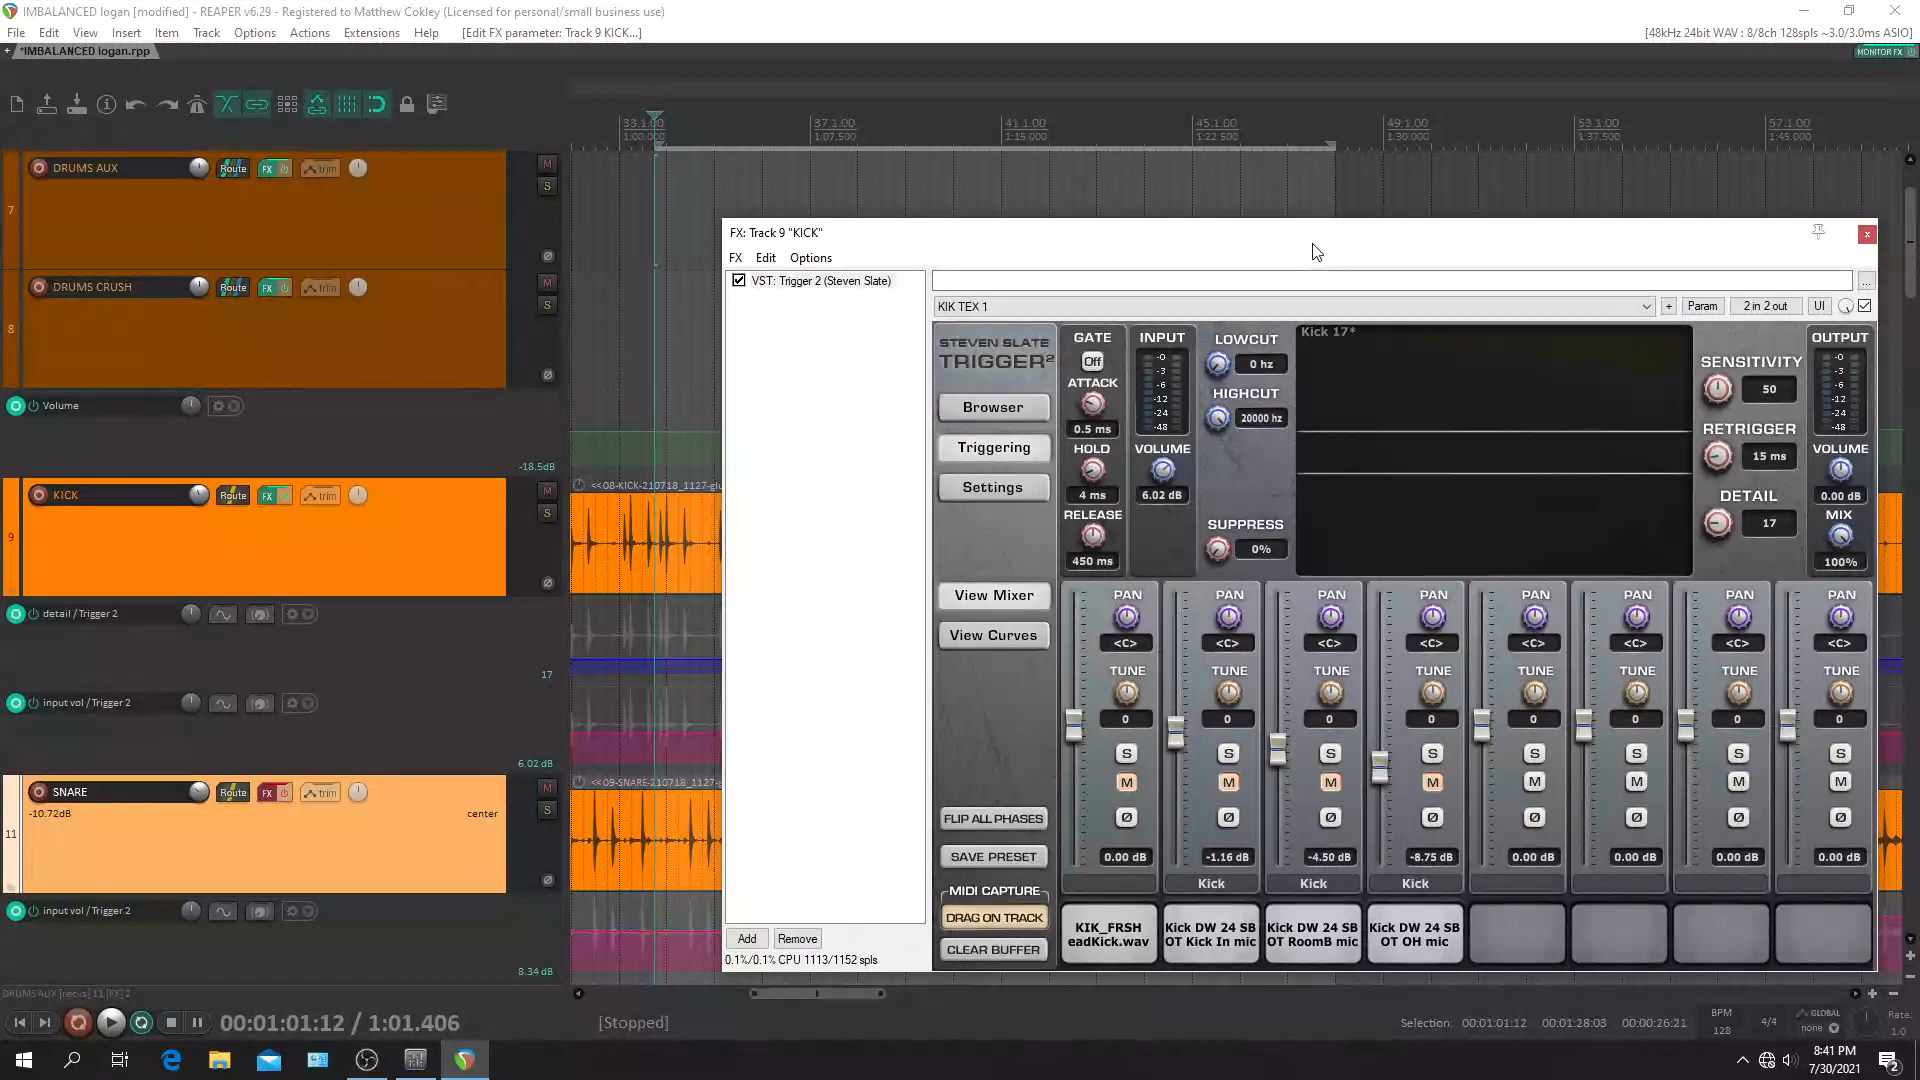 IMBALANCED logan [modified] - REAPER v6.29 - Registered to Matthew Cokley (Licensed for personal/small business use)
File Edit View Insert Item Track Options Actions Extensions Help [Edit FX parameter: Track 9 KICK...]
[48kHz 24bit WAV : 8/8ch 128spls ~3.0/3.0ms ASIO]
*IMBALANCED logan.rpp
MONITOR FX
33.1.00 37.1.00 41.1.00 45.1.00 49.1.00 53.1.00 57.1.00
1:00.000 1:07.500 1:15.000 1:22.500 1:30.000 1:37.500 1:45.000
7 DRUMS AUX Route FX trim M
S
8 DRUMS CRUSH Route FX trim M
S
Volume
-18.5dB
9 KICK Route FX trim M
S
<<08-KICK-210718_1127-glu
detail / Trigger 2
17
input vol / Trigger 2
6.02 dB
11 SNARE Route FX trim M
S
-10.72dB center
<<09-SNARE-210718_1127-g
input vol / Trigger 2
8.34 dB
FX: Track 9 "KICK"
x
FX Edit Options
VST: Trigger 2 (Steven Slate)
...
KIK TEX 1
+ Param 2 in 2 out UI
STEVEN SLATE
TRIGGER2
Browser
Triggering
Settings
View Mixer
View Curves
FLIP ALL PHASES
SAVE PRESET
MIDI CAPTURE
DRAG ON TRACK
CLEAR BUFFER
GATE
Off
ATTACK
0.5 ms
HOLD
4 ms
RELEASE
450 ms
INPUT
-0
-3
-6
-12
-24
-48
VOLUME
6.02 dB
LOWCUT
0 hz
HIGHCUT
20000 hz
SUPPRESS
0%
Kick 17*
SENSITIVITY
50
RETRIGGER
15 ms
DETAIL
17
OUTPUT
-0
-3
-6
-12
-24
-48
VOLUME
0.00 dB
MIX
100%
PAN PAN PAN PAN PAN PAN PAN PAN
<C> <C> <C> <C> <C> <C> <C> <C>
TUNE TUNE TUNE TUNE TUNE TUNE TUNE TUNE
0 0 0 0 0 0 0 0
S S S S S S S S
M M M M M M M M
Ø Ø Ø Ø Ø Ø Ø Ø
0.00 dB -1.16 dB -4.50 dB -8.75 dB 0.00 dB 0.00 dB 0.00 dB 0.00 dB
Kick Kick Kick
KIK_FRSH Kick DW 24 SB Kick DW 24 SB Kick DW 24 SB
eadKick.wav OT Kick In mic OT RoomB mic OT OH mic
Add Remove
0.1%/0.1% CPU 1113/1152 spls
DRUMS AUX [recvs] 11 [FX] 2
00:01:01:12 / 1:01.406 [Stopped]
Selection: 00:01:01:12 00:01:28:03 00:00:26:21
BPM
128
4/4
GLOBAL
none
Rate:
1.0
8:41 PM
7/30/2021
2